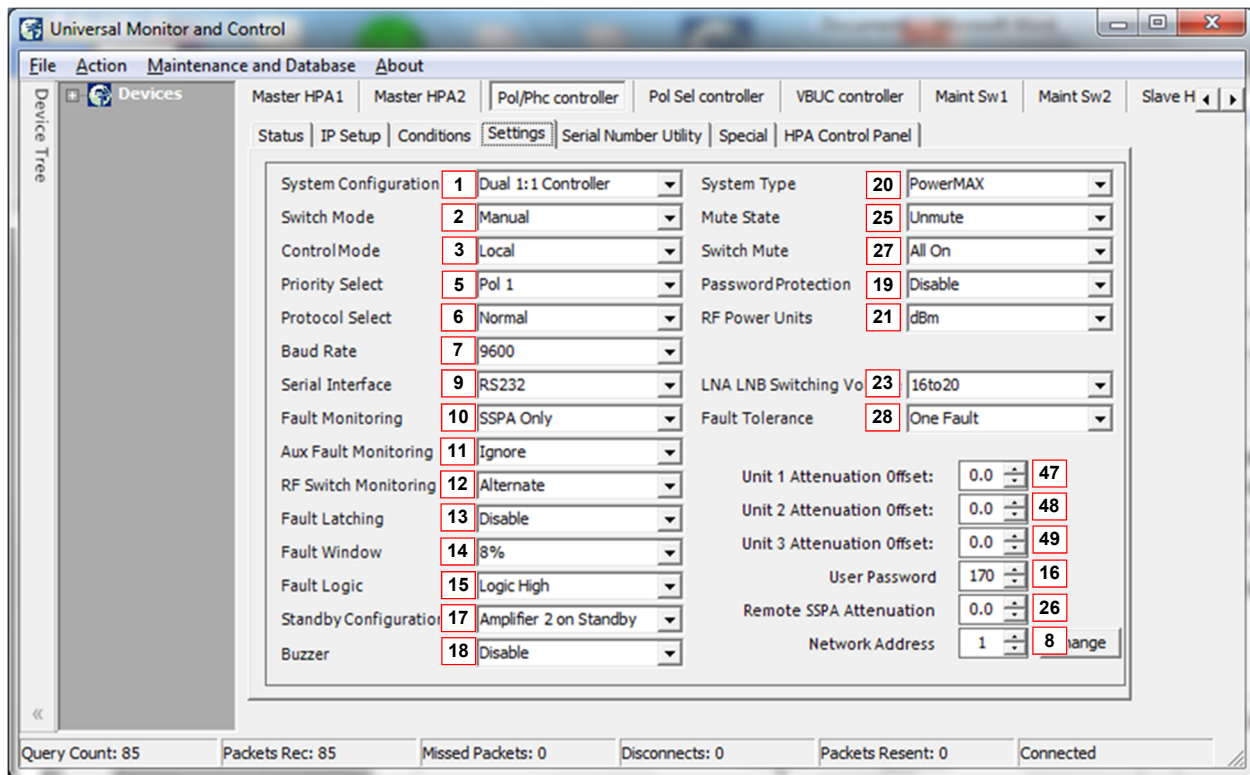 Universal Monitor and Control
File Action Maintenance and Database About
Device Tree
Devices
Master HPA1 Master HPA2 Pol/Phc controller Pol Sel controller VBUC controller Maint Sw1 Maint Sw2 Slave H
Status IP Setup Conditions Settings Serial Number Utility Special HPA Control Panel
System Configuration 1 Dual 1:1 Controller System Type 20 PowerMAX
Switch Mode 2 Manual Mute State 25 Unmute
Control Mode 3 Local Switch Mute 27 All On
Priority Select 5 Pol 1 Password Protection 19 Disable
Protocol Select 6 Normal RF Power Units 21 dBm
Baud Rate 7 9600
Serial Interface 9 RS232 LNA LNB Switching Vo 23 16to20
Fault Monitoring 10 SSPA Only Fault Tolerance 28 One Fault
Aux Fault Monitoring 11 Ignore
RF Switch Monitoring 12 Alternate Unit 1 Attenuation Offset: 0.0 47
Fault Latching 13 Disable Unit 2 Attenuation Offset: 0.0 48
Fault Window 14 8% Unit 3 Attenuation Offset: 0.0 49
Fault Logic 15 Logic High User Password 170 16
Standby Configuration 17 Amplifier 2 on Standby Remote SSPA Attenuation 0.0 26
Buzzer 18 Disable Network Address 1 8 hange
Query Count: 85 Packets Rec: 85 Missed Packets: 0 Disconnects: 0 Packets Resent: 0 Connected